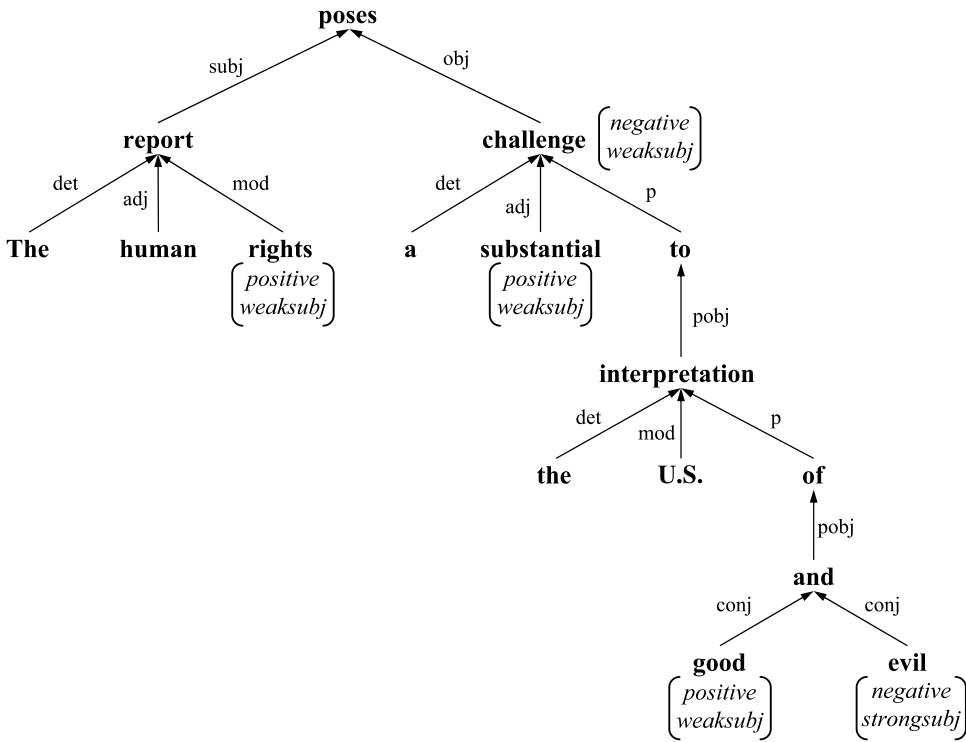 poses
subj
obj
report
challenge
negative
weaksubj
det
adj
mod
det
adj
p
The
human
rights
a
substantial
to
positive
weaksubj
positive
weaksubj
pobj
interpretation
det
mod
p
the
U.S.
of
pobj
and
conj
conj
good
evil
positive
weaksubj
negative
strongsubj